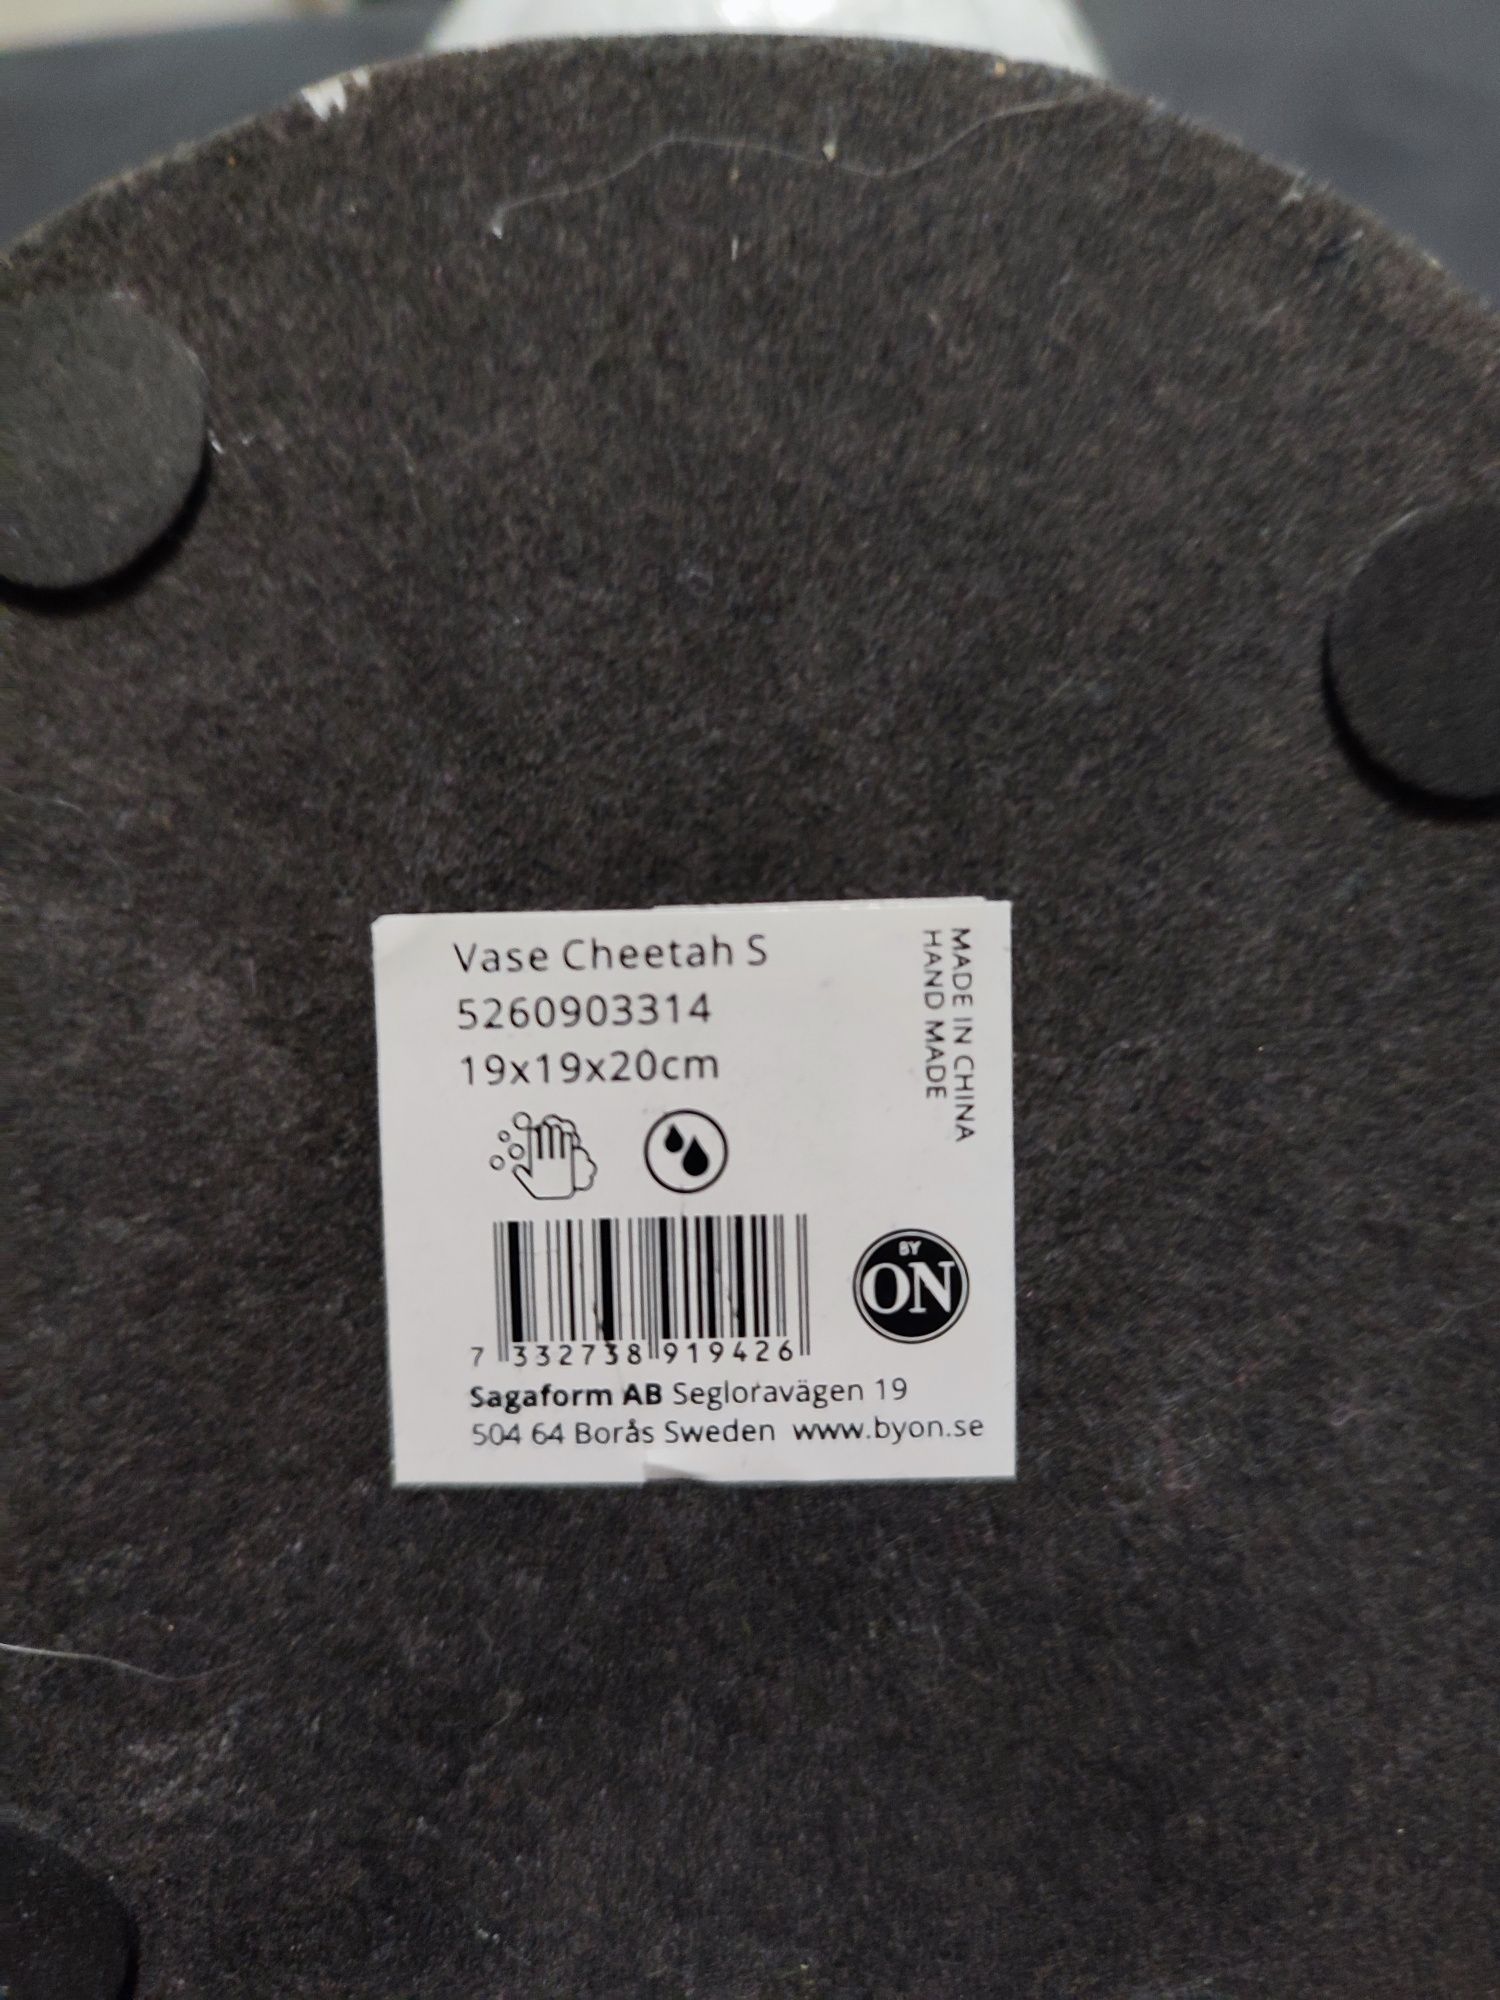 Vase Cheetah S
5260903314
19x19x20cm
MADE IN CHINA
HAND MADE
BY
ON
7 332738 919426
Sagaform AB Segloravägen 19
504 64 Borås Sweden www.byon.se